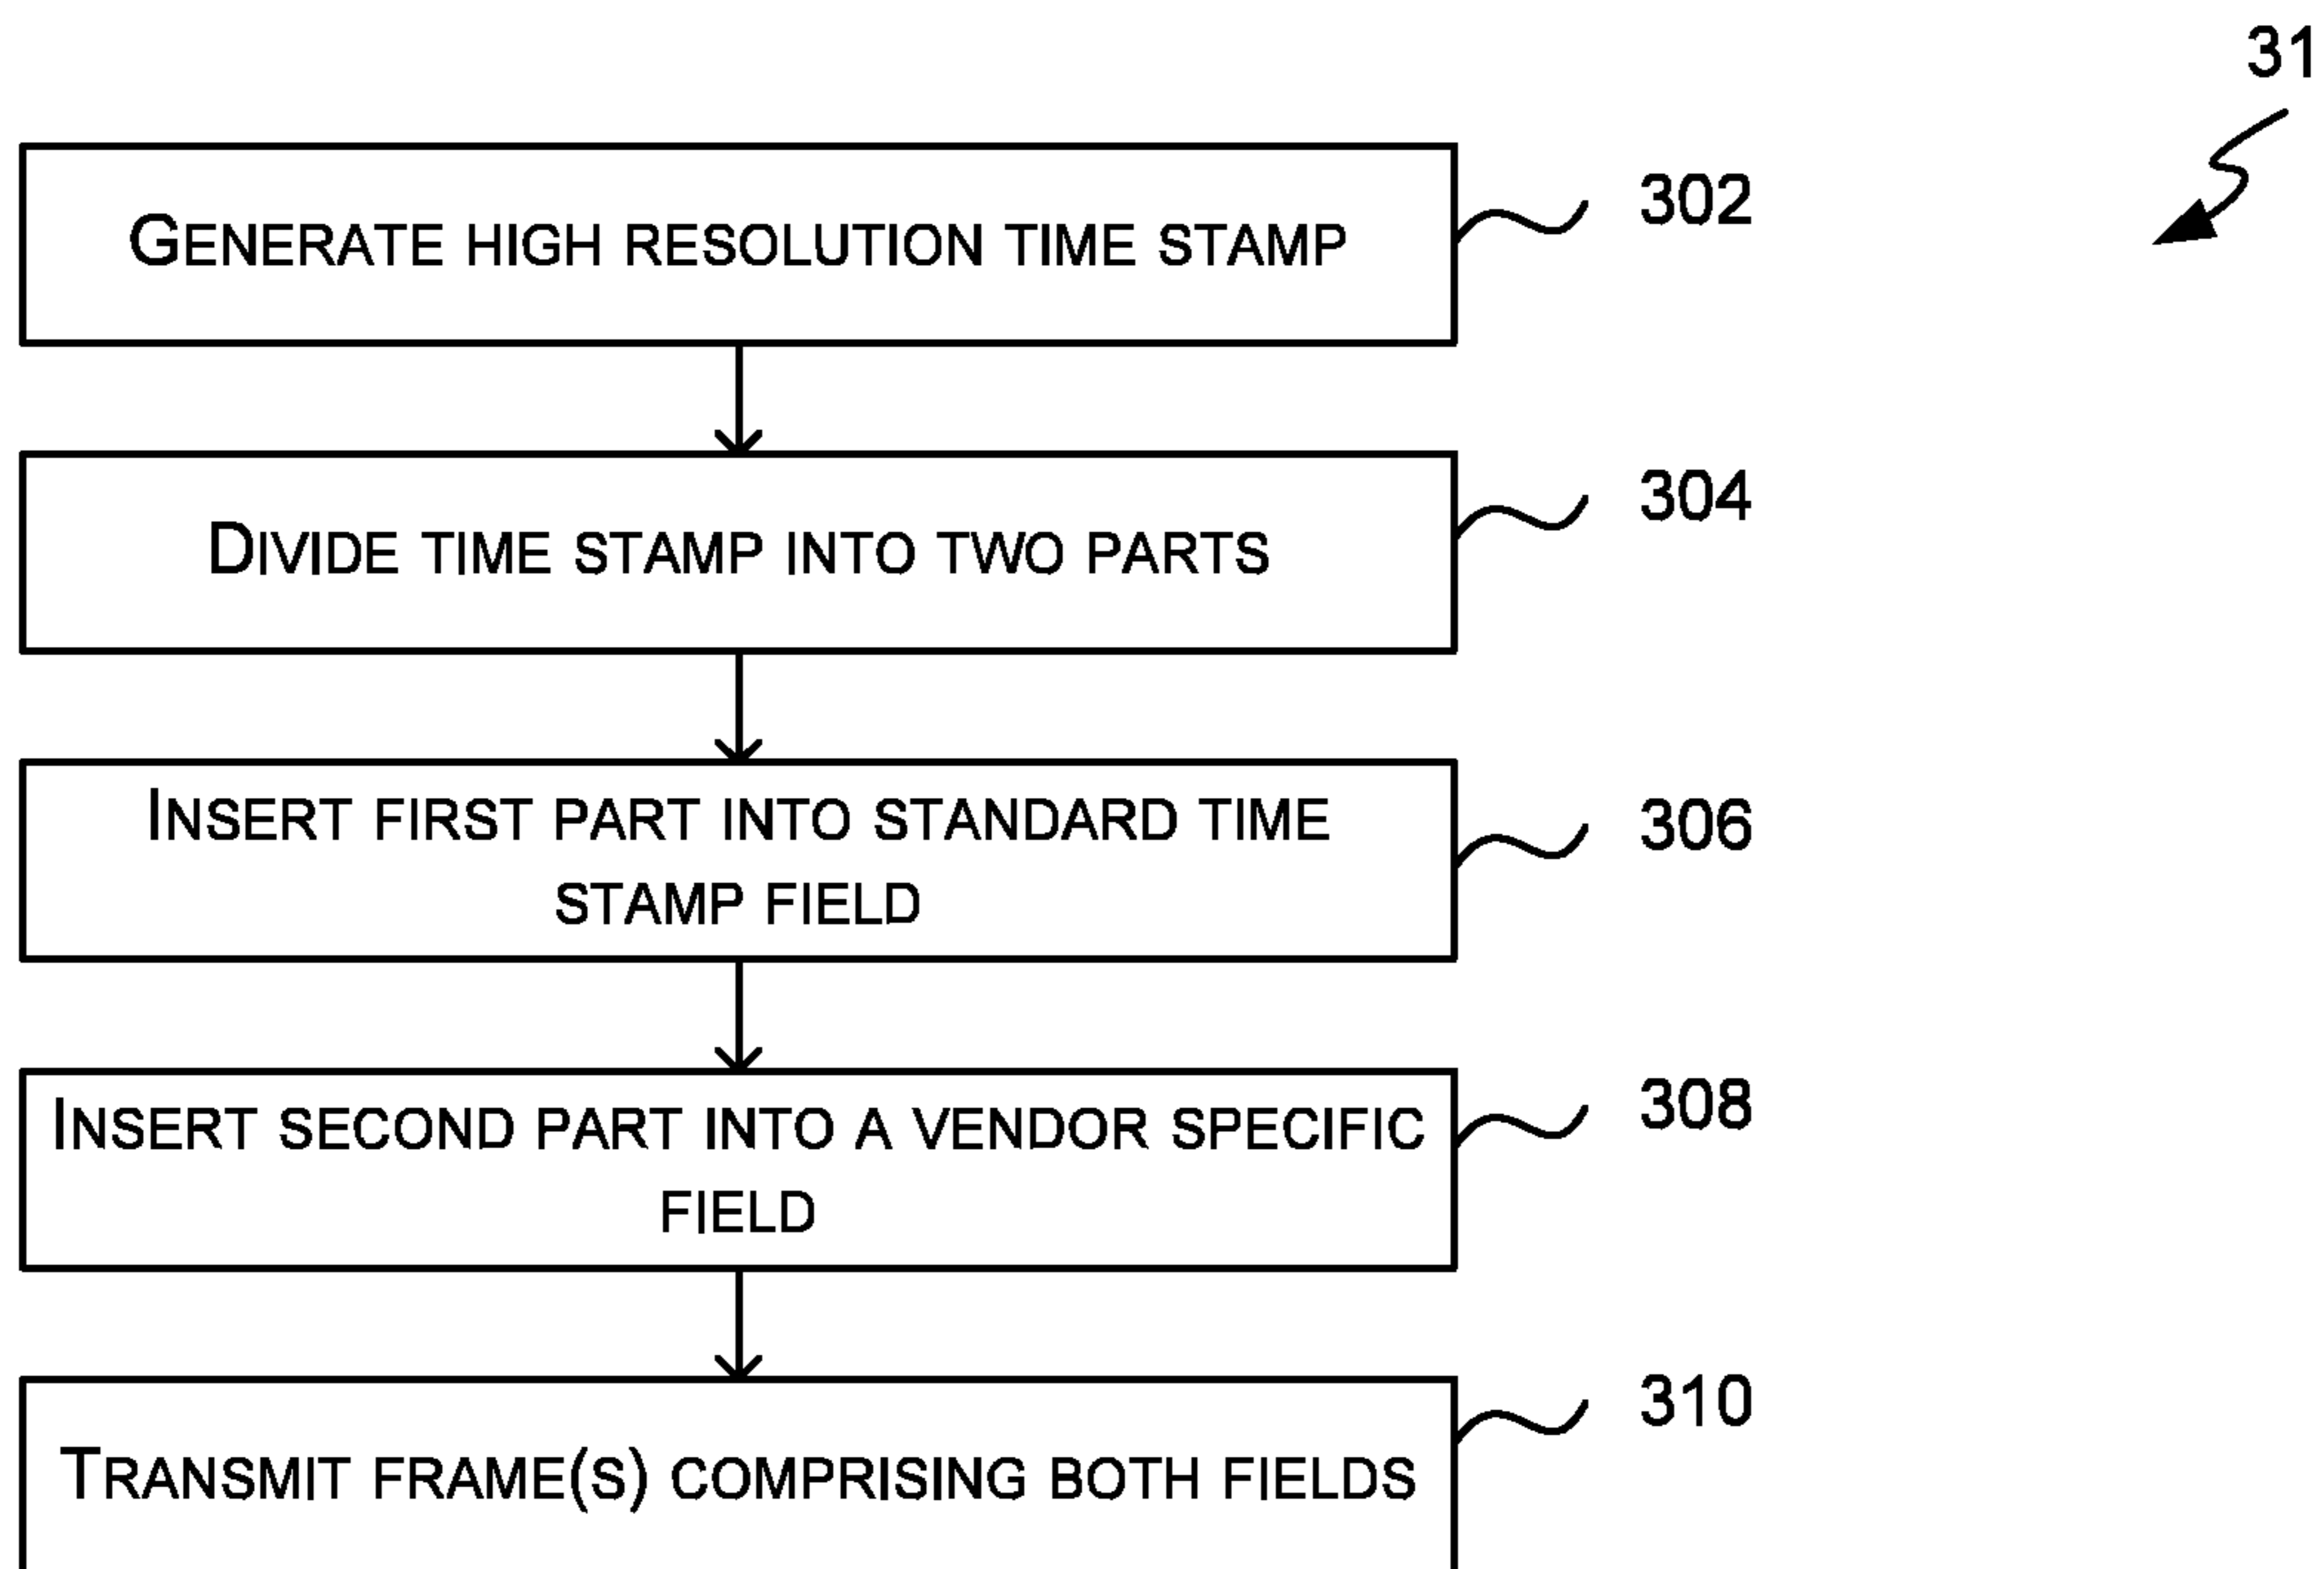 31
GENERATE HIGH RESOLUTION TIME STAMP
302
DIVIDE TIME STAMP INTO TWO PARTS
304
INSERT FIRST PART INTO STANDARD TIME
STAMP FIELD
306
INSERT SECOND PART INTO A VENDOR SPECIFIC
FIELD
308
TRANSMIT FRAME(S) COMPRISING BOTH FIELDS
310